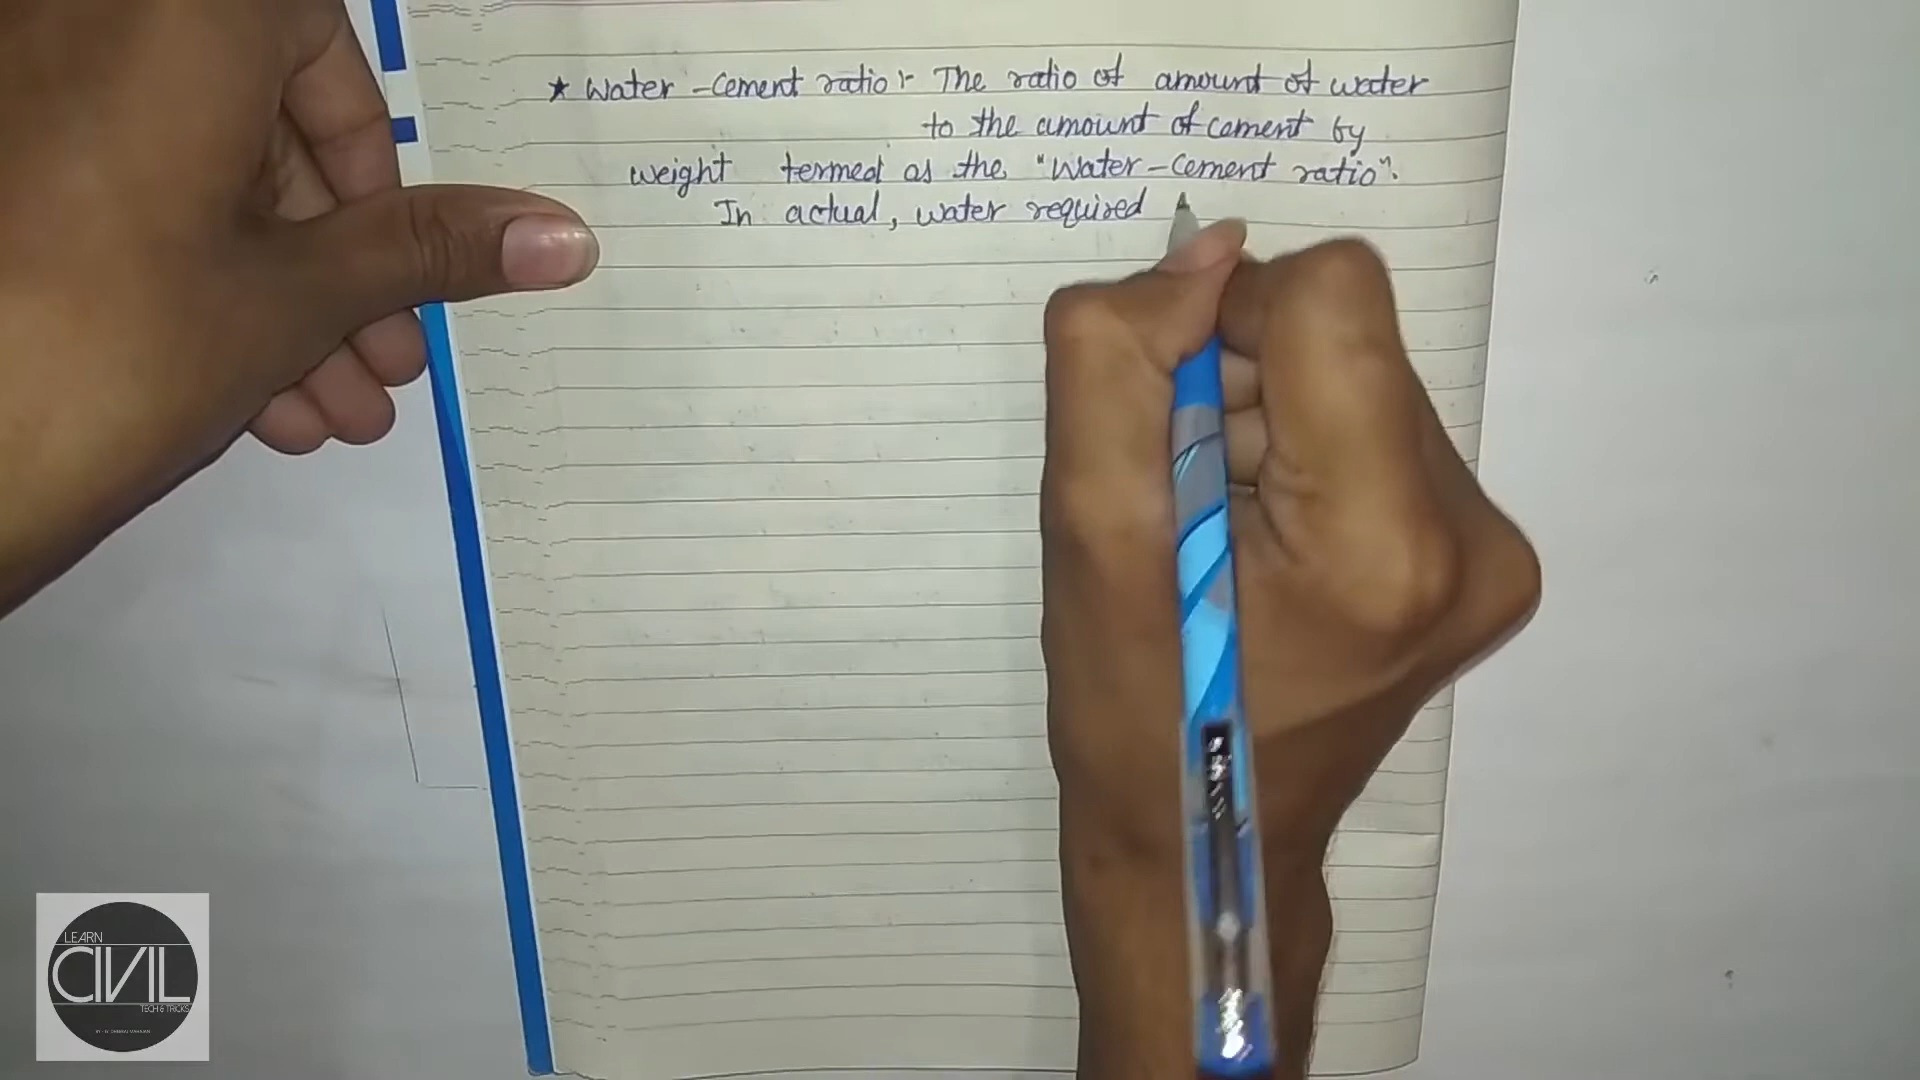 ★ Water-Cement ratio:- The ratio of amount of water
to the amount of cement by
weight termed as the "Water-Cement ratio".
In actual, water required
LEARN
CIVIL
TECH & TRICKS